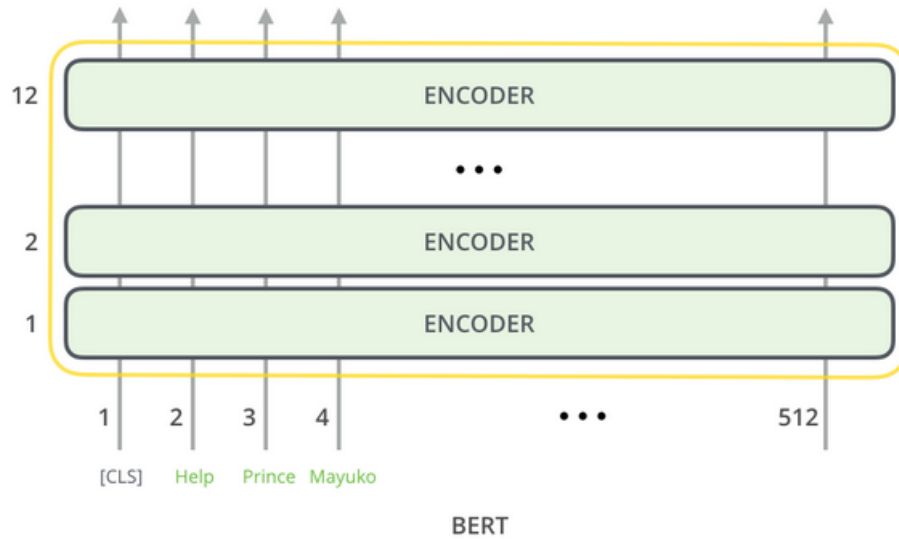 12 ENCODER
•••
2 ENCODER
1 ENCODER
1 2 3 4 ••• 512
[CLS] Help Prince Mayuko
BERT